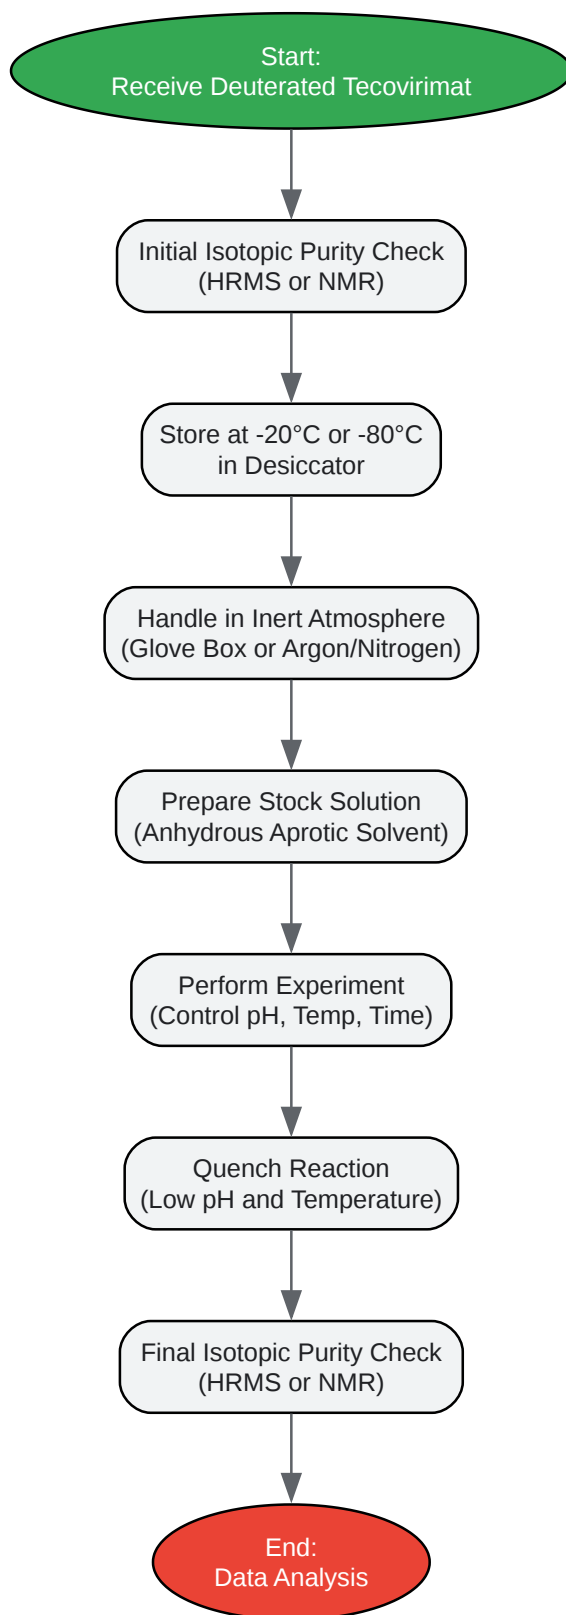 Start:
Receive Deuterated Tecovirimat
Initial Isotopic Purity Check
(HRMS or NMR)
Store at -20°C or -80°C
in Desiccator
Handle in Inert Atmosphere
(Glove Box or Argon/Nitrogen)
Prepare Stock Solution
(Anhydrous Aprotic Solvent)
Perform Experiment
(Control pH, Temp, Time)
Quench Reaction
(Low pH and Temperature)
Final Isotopic Purity Check
(HRMS or NMR)
End:
Data Analysis